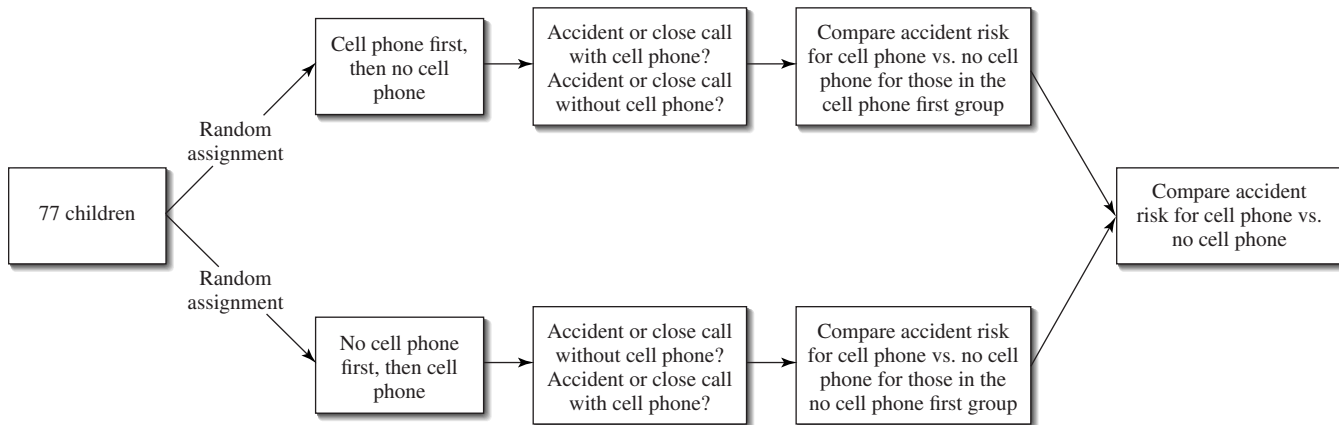 77 children
Random
assignment
Cell phone first,
then no cell
phone
Accident or close call
with cell phone?
Accident or close call
without cell phone?
Compare accident risk
for cell phone vs. no cell
phone for those in the
cell phone first group
Random
assignment
No cell phone
first, then cell
phone
Accident or close call
without cell phone?
Accident or close call
with cell phone?
Compare accident risk
for cell phone vs. no cell
phone for those in the
no cell phone first group
Compare accident
risk for cell phone vs.
no cell phone